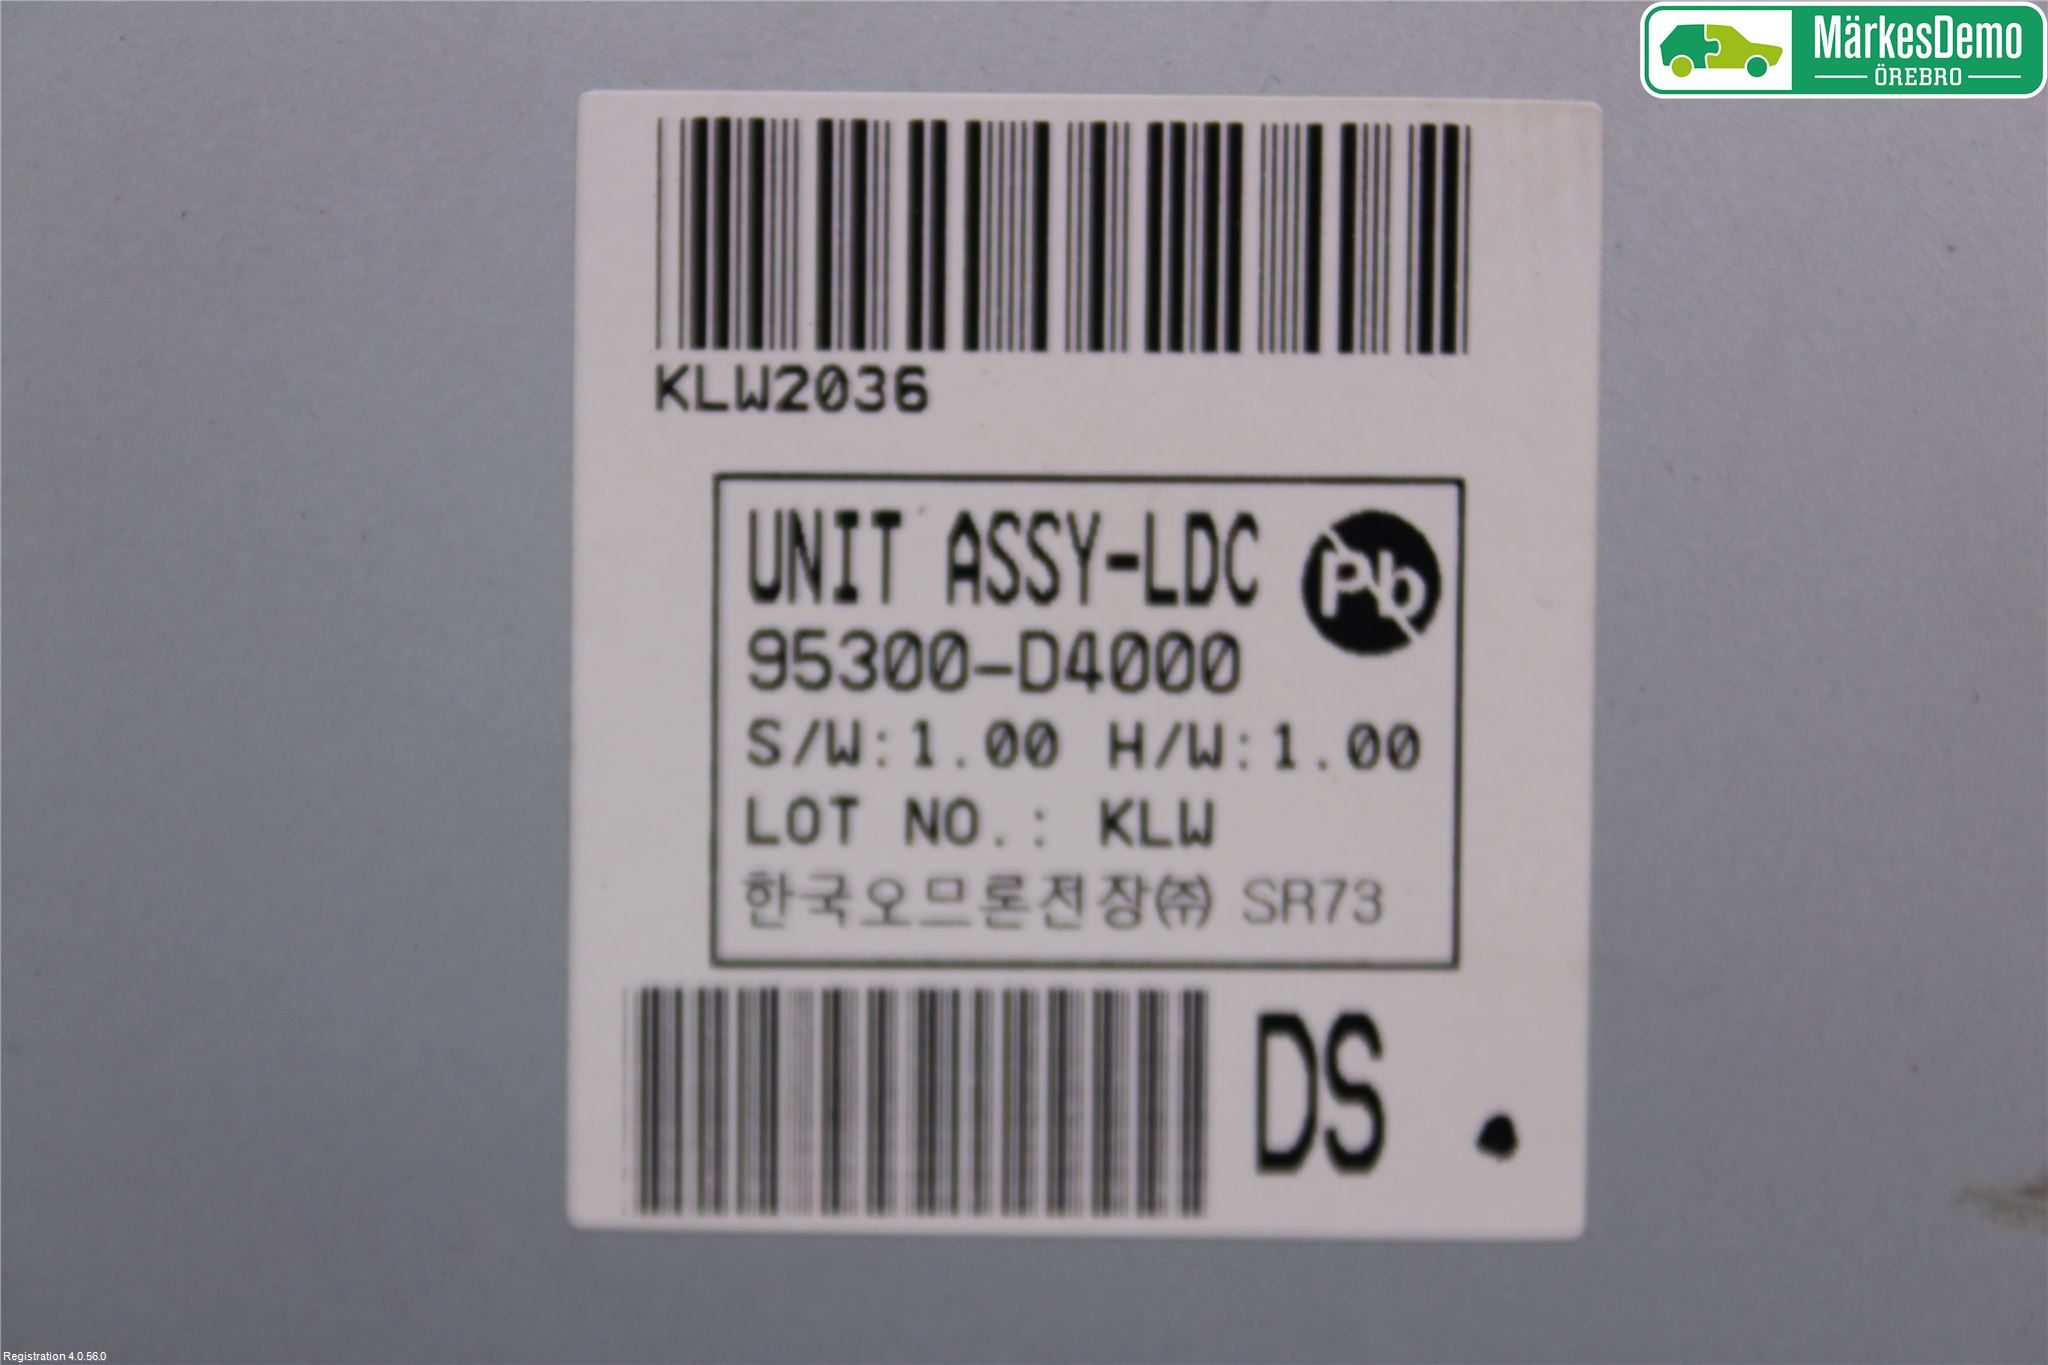 MärkesDemo
ÖREBRO
KLW2036
UNIT ASSY-LDC
Pb
95300-D4000
S/W:1.00 H/W:1.00
LOT NO.: KLW
한국오므론전장㈜ SR73
DS
Registration 4.0.56.0